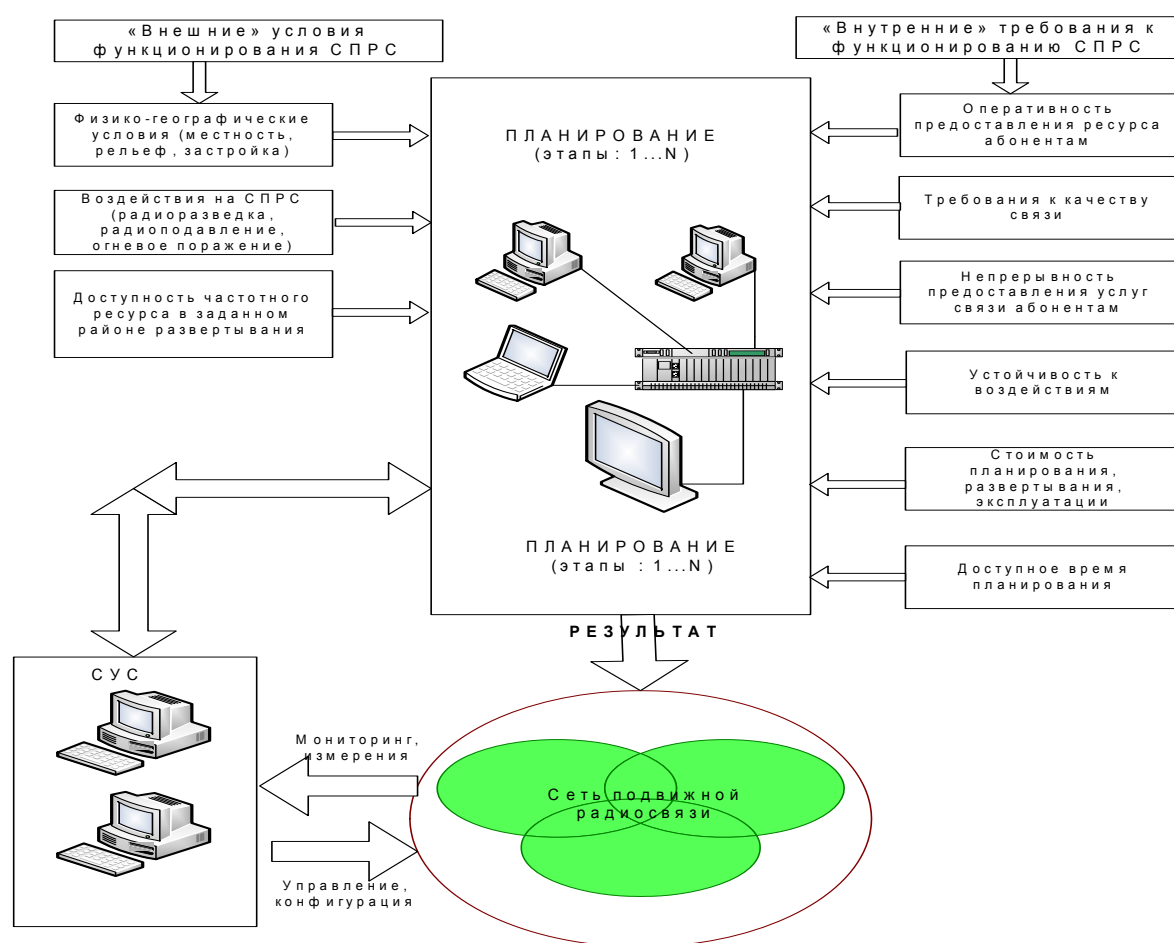 «Внешние» условия
функционирования СПРС
Физико-географические
условия (местность,
рельеф, застройка)
Воздействия на СПРС
(радиоразведка,
радиоподавление,
огневое поражение)
Доступность частотного
ресурса в заданном
районе развертывания
ПЛАНИРОВАНИЕ
(этапы: 1...N)
ПЛАНИРОВАНИЕ
(этапы : 1...N)
РЕЗУЛЬТАТ
«Внутренние» требования к
функционированию СПРС
Оперативность
предоставления ресурса
абонентам
Требования к качеству
связи
Непрерывность
предоставления услуг
связи абонентам
Устойчивость к
воздействиям
Стоимость
планирования,
развертывания,
эксплуатации
Доступное время
планирования
СУС
Мониторинг,
измерения
Управление,
конфигурация
Сеть подвижной
радиосвязи